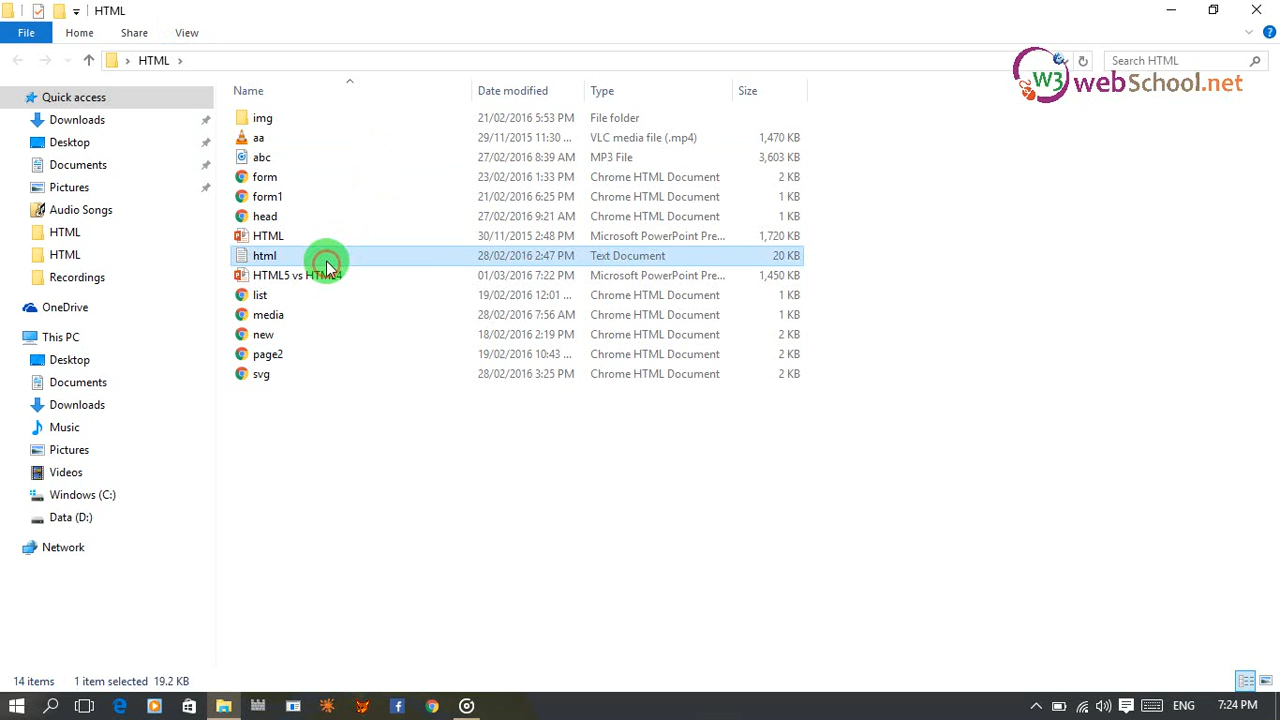 HTML
File Home Share View
HTML
Search HTML
W3 webSchool.net
Name Date modified Type Size
Quick access
Downloads
Desktop
Documents
Pictures
Audio Songs
HTML
HTML
Recordings
OneDrive
This PC
Desktop
Documents
Downloads
Music
Pictures
Videos
Windows (C:)
Data (D:)
Network
img 21/02/2016 5:53 PM File folder
aa 29/11/2015 11:30 ... VLC media file (.mp4) 1,470 KB
abc 27/02/2016 8:39 AM MP3 File 3,603 KB
form 23/02/2016 1:33 PM Chrome HTML Document 2 KB
form1 21/02/2016 6:25 PM Chrome HTML Document 1 KB
head 27/02/2016 9:21 AM Chrome HTML Document 1 KB
HTML 30/11/2015 2:48 PM Microsoft PowerPoint Pre... 1,720 KB
html 28/02/2016 2:47 PM Text Document 20 KB
HTML5 vs HTML4 01/03/2016 7:22 PM Microsoft PowerPoint Pre... 1,450 KB
list 19/02/2016 12:01 ... Chrome HTML Document 1 KB
media 28/02/2016 7:56 AM Chrome HTML Document 1 KB
new 18/02/2016 2:19 PM Chrome HTML Document 2 KB
page2 19/02/2016 10:43 ... Chrome HTML Document 2 KB
svg 28/02/2016 3:25 PM Chrome HTML Document 2 KB
14 items 1 item selected 19.2 KB
ENG 7:24 PM